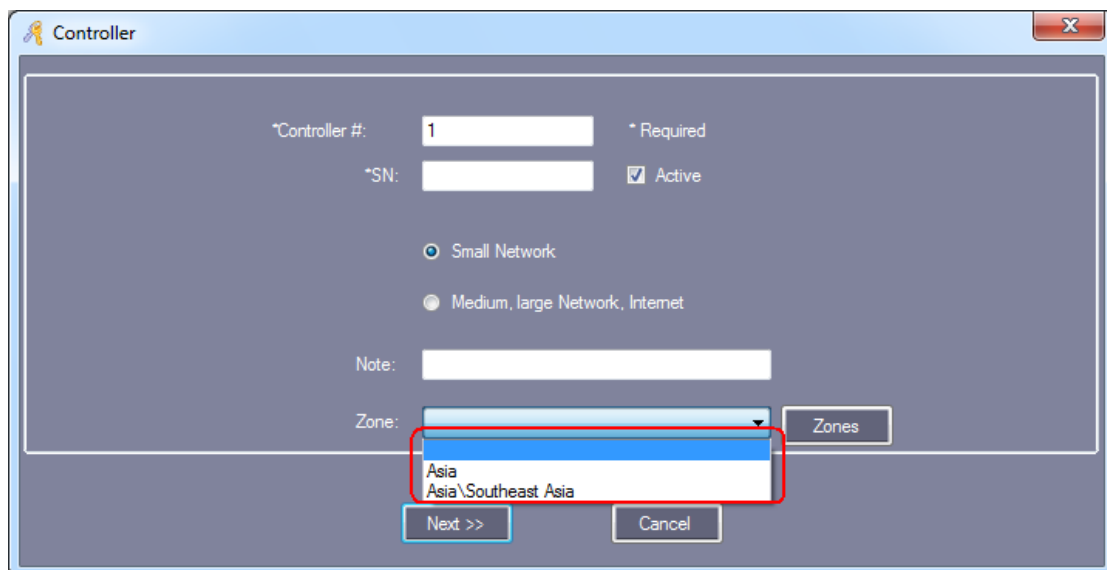 Controller
*Controller #: 1 * Required
*SN: Active
Small Network
Medium, large Network, Internet
Note:
Zone: Zones
Asia
Asia\Southeast Asia
Next >> Cancel